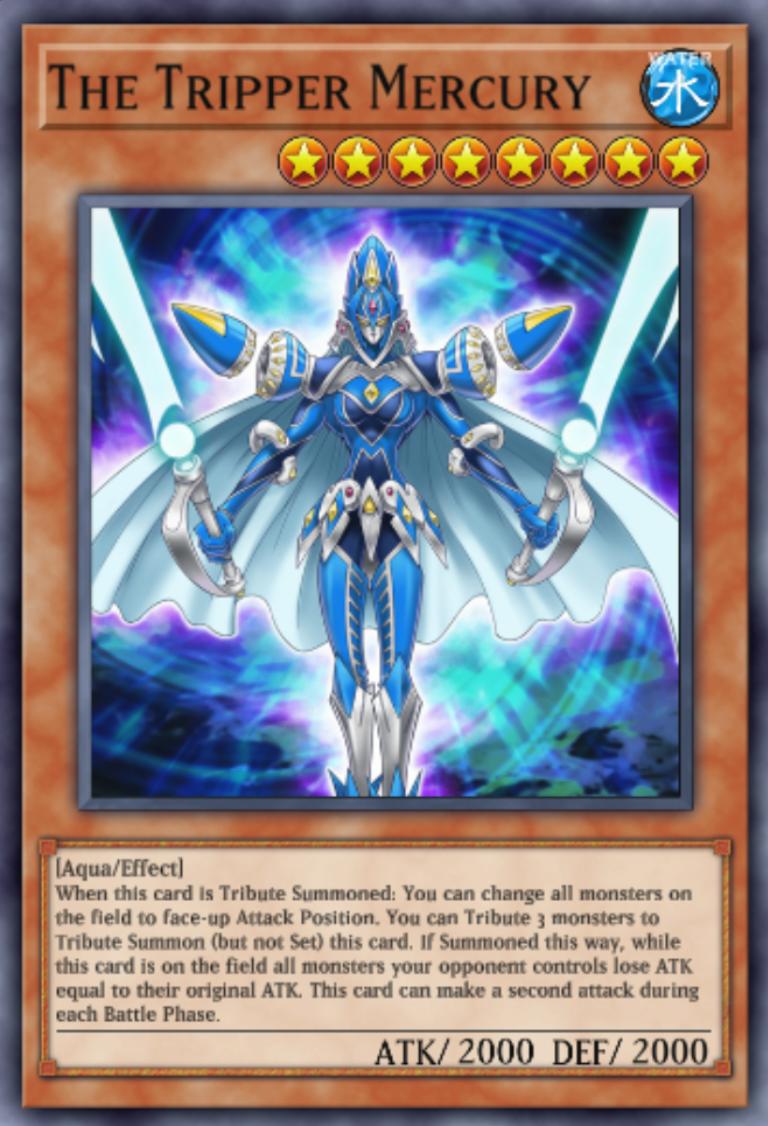 The Tripper Mercury
WATER
水
[Aqua/Effect]
When this card is Tribute Summoned: You can change all monsters on
the field to face-up Attack Position. You can Tribute 3 monsters to
Tribute Summon (but not Set) this card. If Summoned this way, while
this card is on the field all monsters your opponent controls lose ATK
equal to their original ATK. This card can make a second attack during
each Battle Phase.
ATK/ 2000 DEF/ 2000